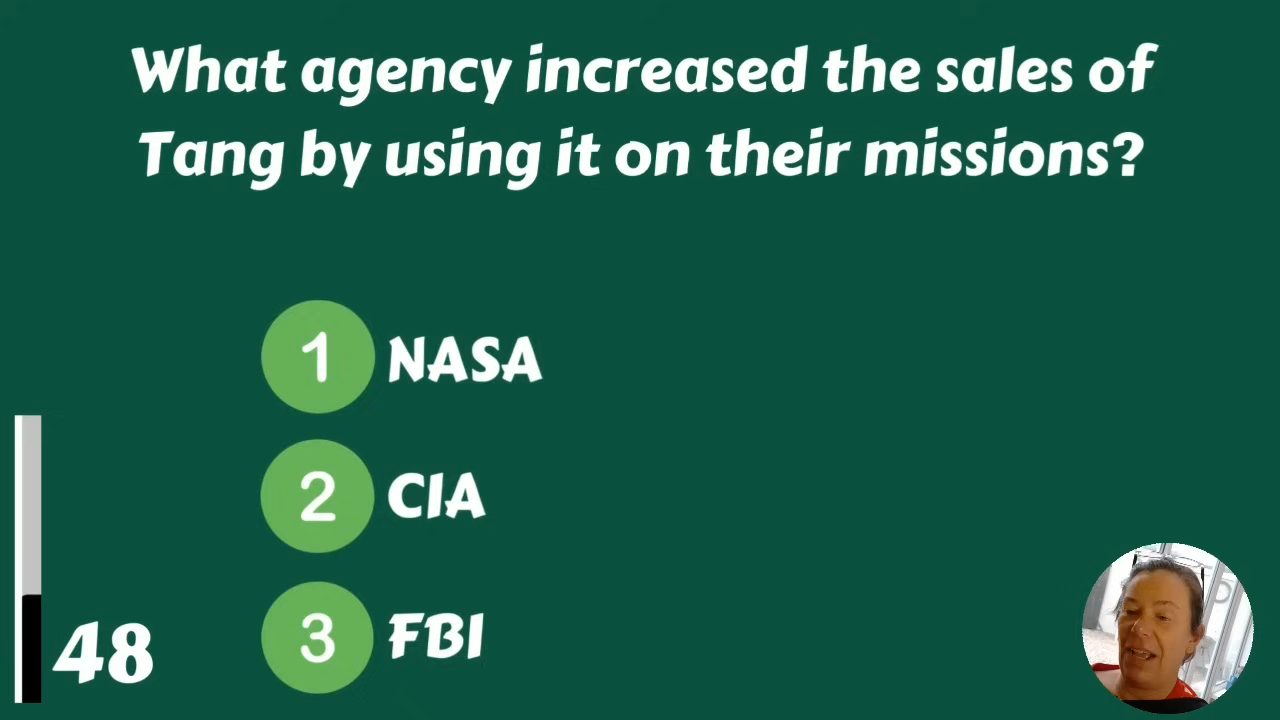 What agency increased the sales of
Tang by using it on their missions?
1 NASA
2 CIA
3 FBI
48